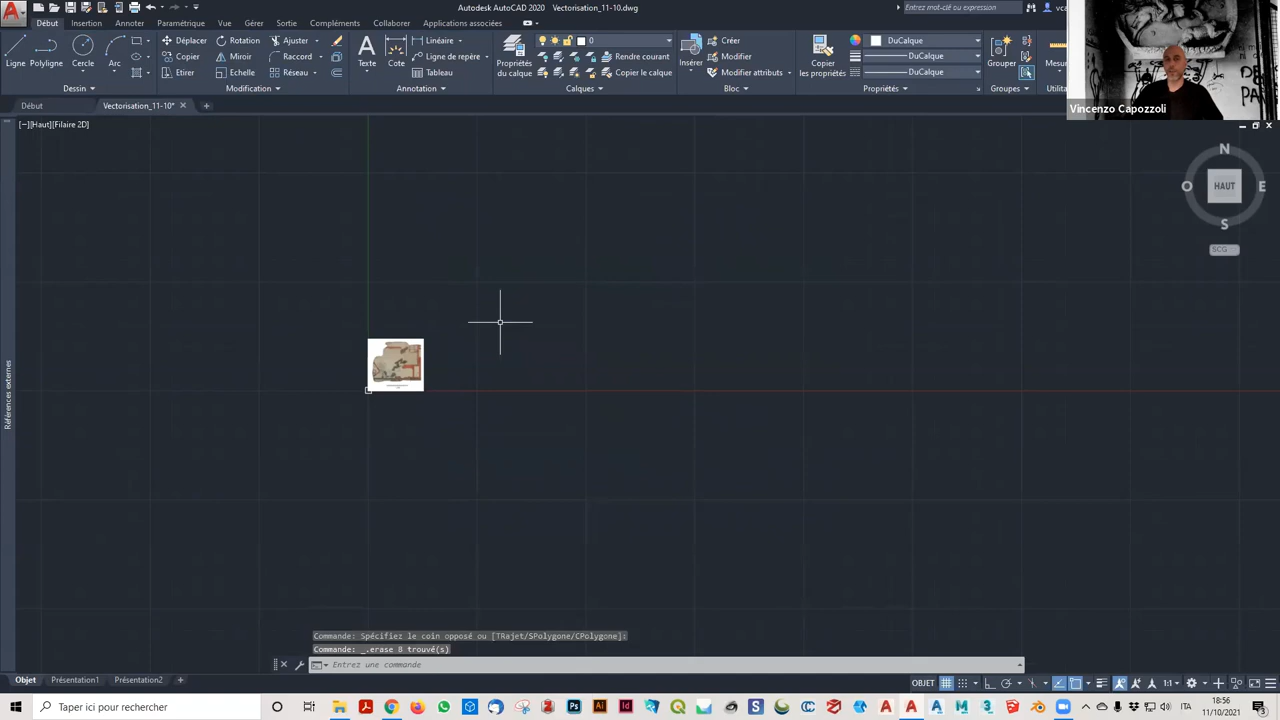 Autodesk AutoCAD 2020 Vectorisation_11-10.dwg
Entrez mot-clé ou expression
Début Insertion Annoter Paramétrique Vue Gérer Sortie Compléments Collaborer Applications associées
Déplacer Rotation Ajuster
Copier Miroir Raccord
Etirer Echelle Réseau
Ligne Polyligne Cercle Arc
Texte Cote
Linéaire
Ligne de repère
Tableau
Propriétés du calque
0
Rendre courant
Copier le calque
Insérer
Créer
Modifier
Modifier attributs
Copier les propriétés
DuCalque
DuCalque
DuCalque
Grouper
Dessin Modification Annotation Calques Bloc Propriétés Groupes
Vincenzo Capozzoli
Début Vectorisation_11-10*
[−][Haut][Filaire 2D]
N
O HAUT E
S
SCG
Références externes
Commande: Spécifiez le coin opposé ou [TRajet/SPolygone/CPolygone]:
Commande: _.erase 8 trouvé(s)
Entrez une commande
Objet Présentation1 Présentation2 +
OBJET 1:1
Taper ici pour rechercher
ITA
18:56
11/10/2021